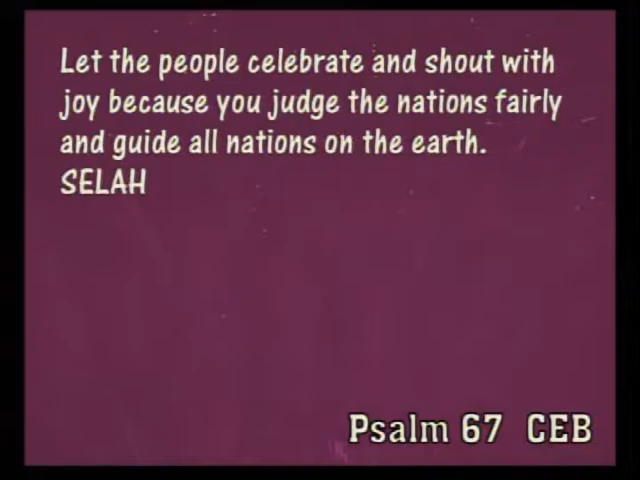 Let the people celebrate and shout with
joy because you judge the nations fairly
and guide all nations on the earth.
SELAH
Psalm 67 CEB